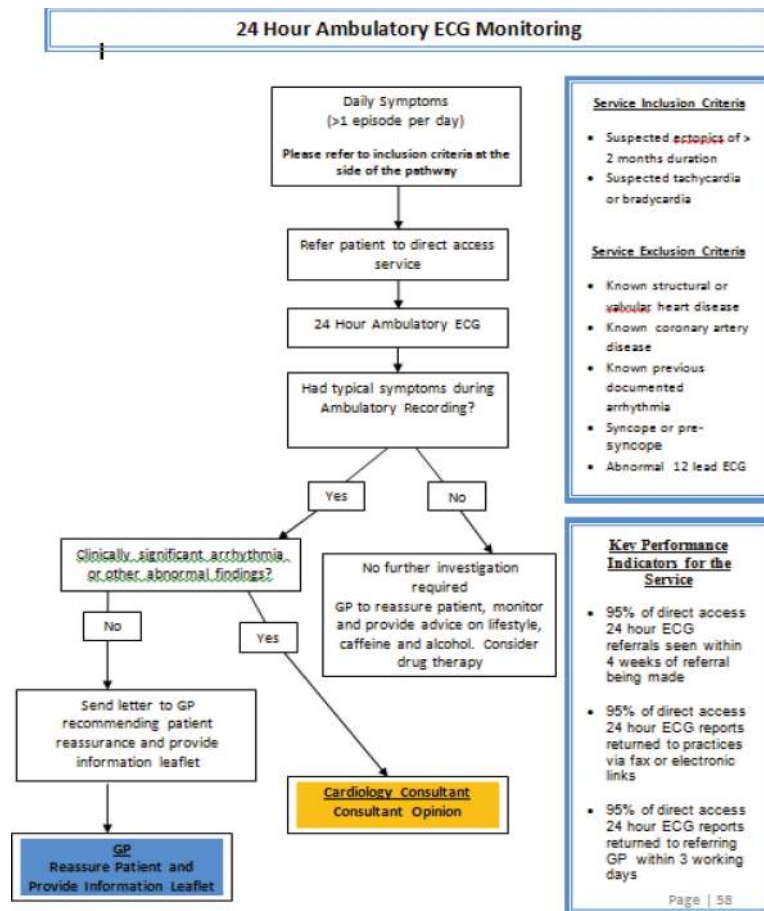 24 Hour Ambulatory ECG Monitoring
Daily Symptoms
(>1 episode per day)
Please refer to inclusion criteria at the
side of the pathway
Refer patient to direct access
service
24 Hour Ambulatory ECG
Had typical symptoms during
Ambulatory Recording?
Yes
No
Clinically significant arrhythmia
or other abnormal findings?
No further investigation
required
GP to reassure patient, monitor
and provide advice on lifestyle,
caffeine and alcohol. Consider
drug therapy
No
Yes
Send letter to GP
recommending patient
reassurance and provide
information leaflet
Cardiology Consultant
Consultant Opinion
GP
Reassure Patient and
Provide Information Leaflet
Service Inclusion Criteria
• Suspected ectopics of >
2 months duration
• Suspected tachycardia
or bradycardia
Service Exclusion Criteria
• Known structural or
valvular heart disease
• Known coronary artery
disease
• Known previous
documented
arrhythmia
• Syncope or pre-
syncope
• Abnormal 12 lead ECG
Key Performance
Indicators for the
Service
• 95% of direct access
24 hour ECG
referrals seen within
4 weeks of referral
being made
• 95% of direct access
24 hour ECG reports
returned to practices
via fax or electronic
links
• 95% of direct access
24 hour ECG reports
returned to referring
GP within 3 working
days
Page | 58